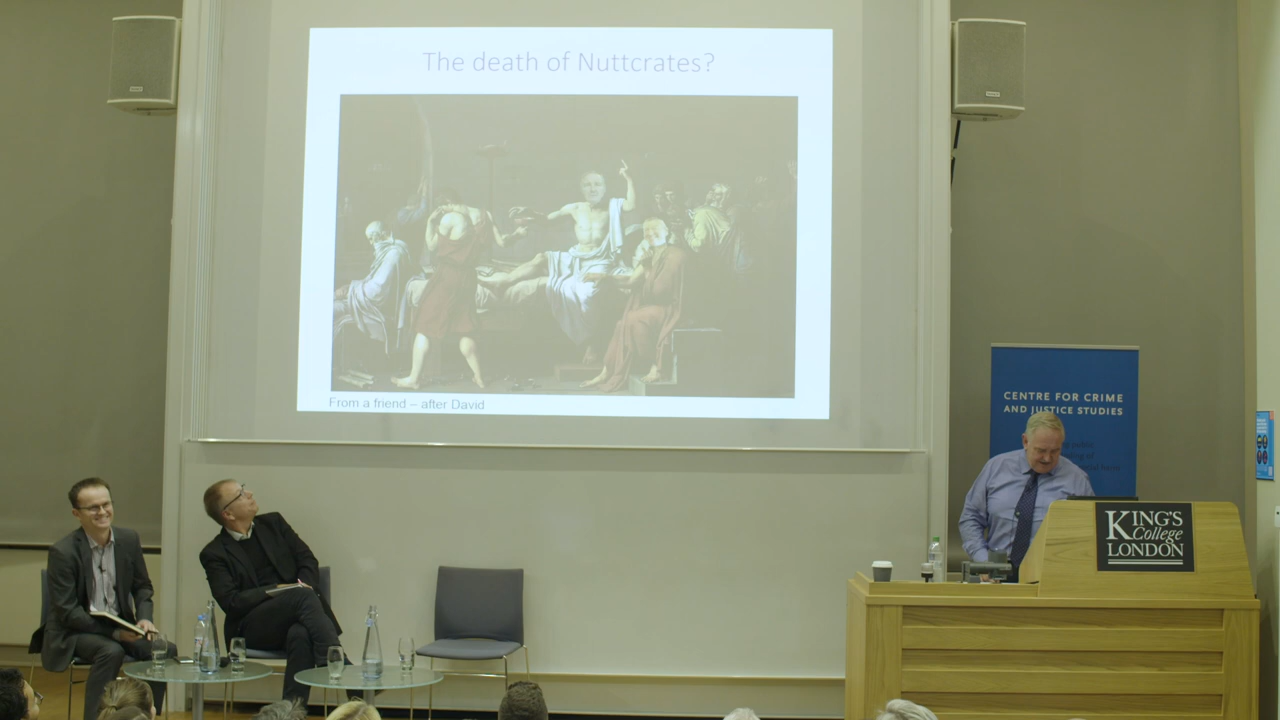 The death of Nuttcrates?
From a friend – after David
CENTRE FOR CRIME
AND JUSTICE STUDIES
KING'S
College
LONDON